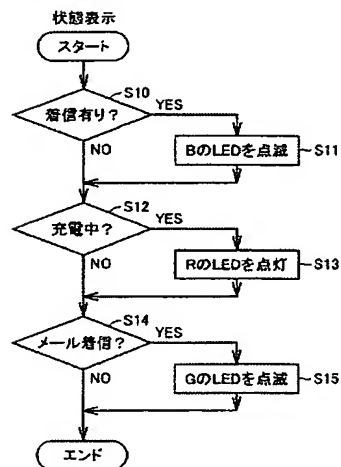 状態表示
スタート
S10
着信有り？
YES
NO
BのLEDを点滅
S11
S12
充電中？
YES
NO
RのLEDを点灯
S13
S14
メール着信？
YES
NO
GのLEDを点滅
S15
エンド